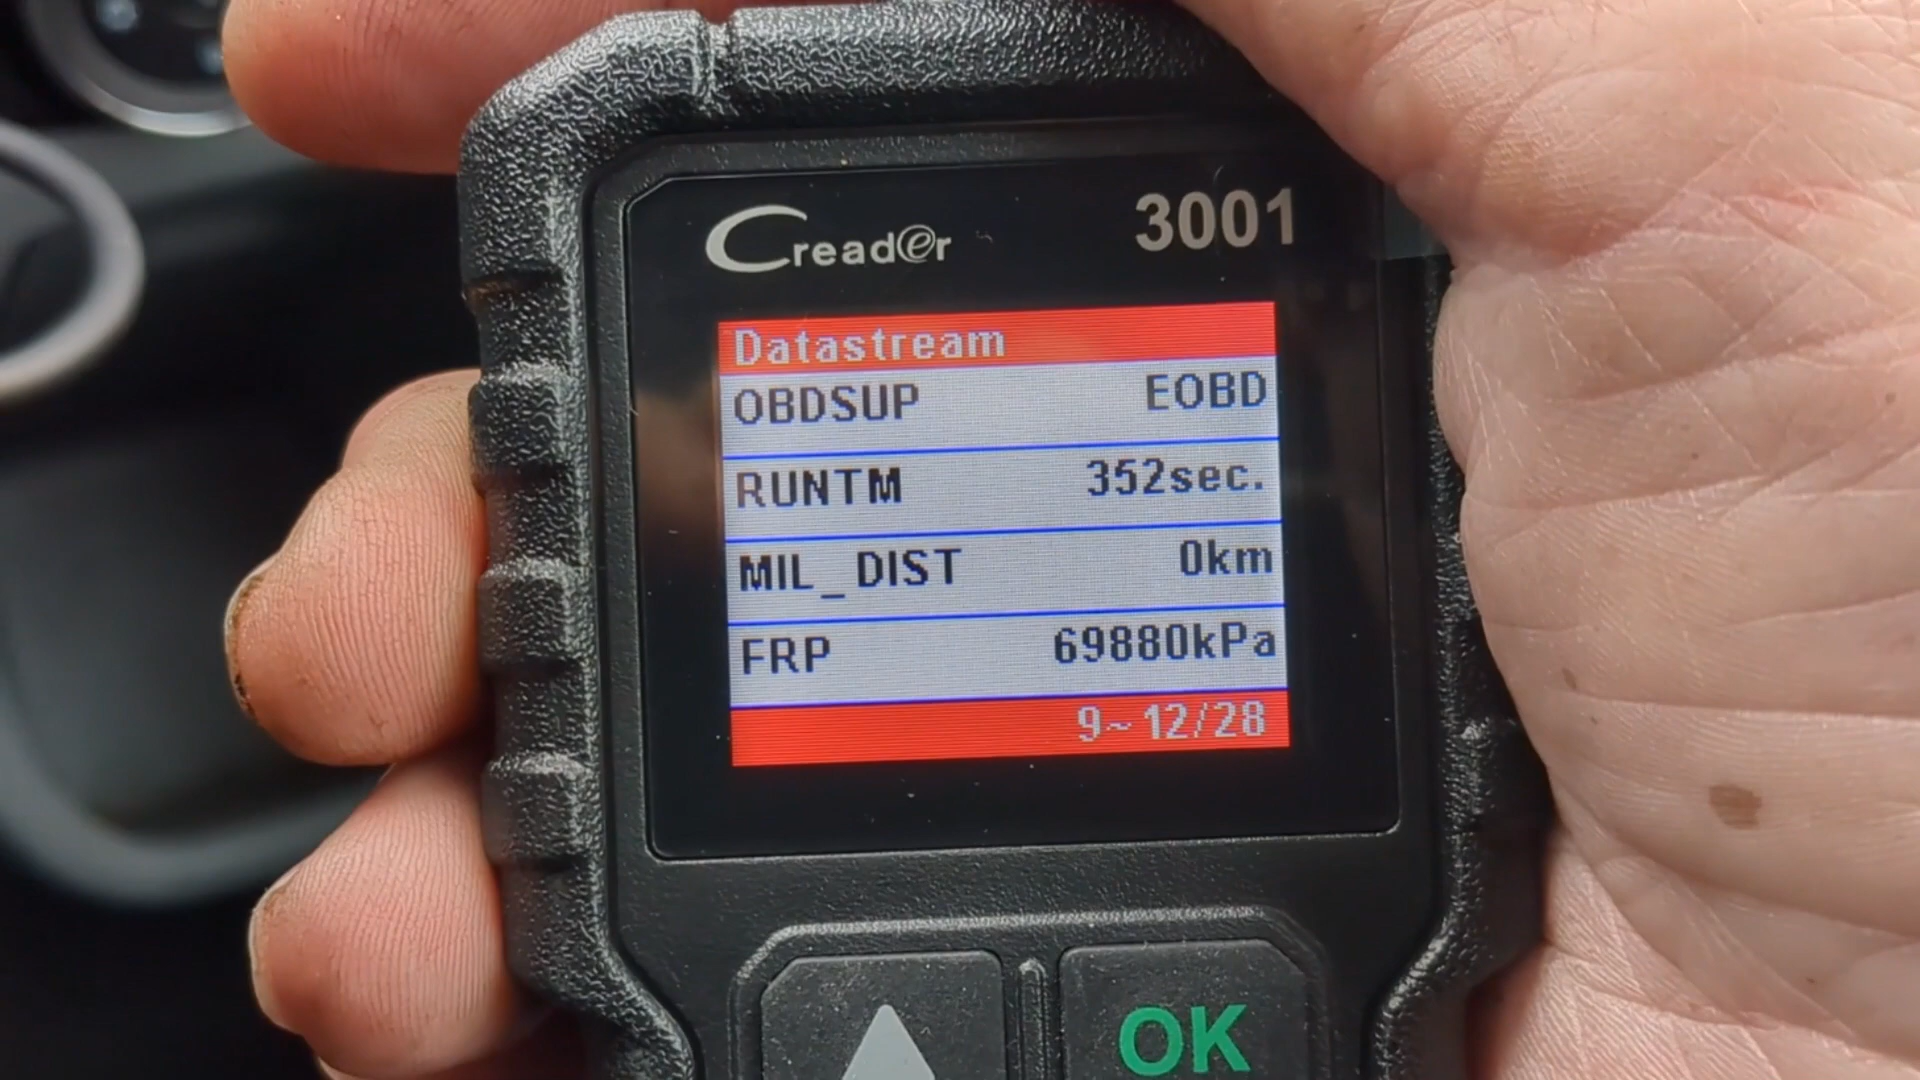 Creader 3001
Datastream
OBDSUP EOBD
RUNTM 352sec.
MIL_DIST 0km
FRP 69880kPa
9~12/28
OK